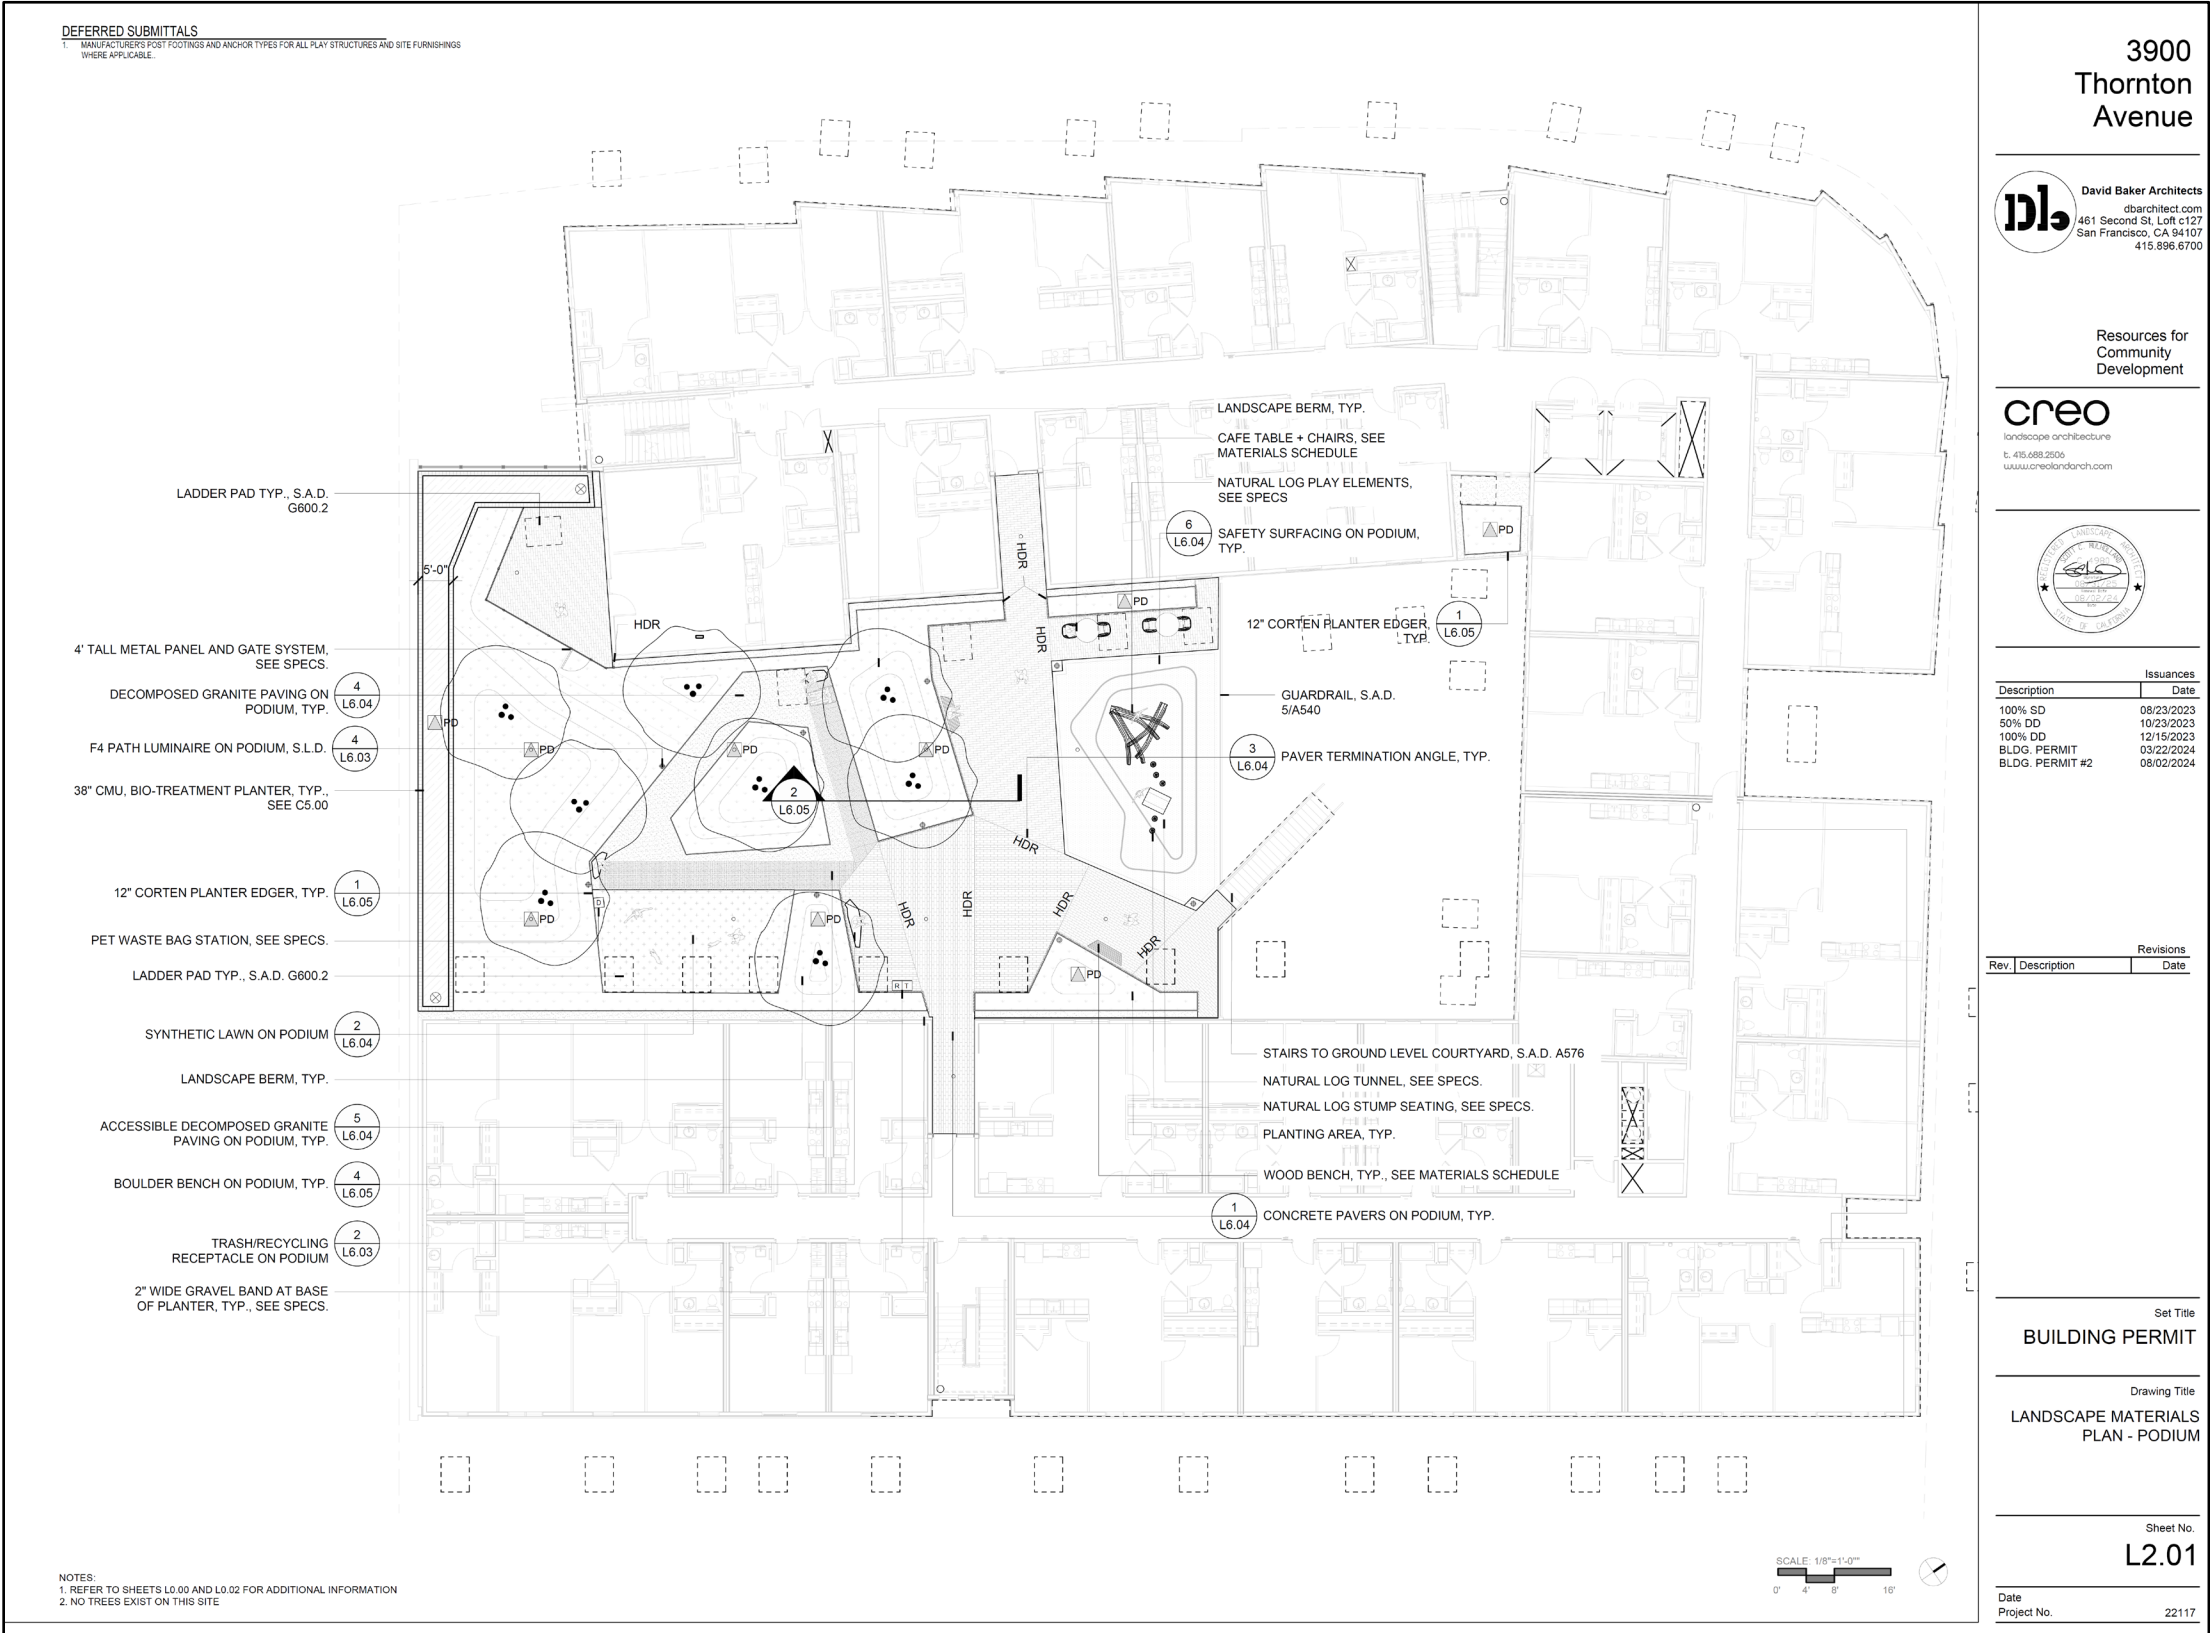 DEFERRED SUBMITTALS
1. MANUFACTURER'S POST FOOTINGS AND ANCHOR TYPES FOR ALL PLAY STRUCTURES AND SITE FURNISHINGS
WHERE APPLICABLE..
LADDER PAD TYP., S.A.D.
G600.2
5'-0"
4' TALL METAL PANEL AND GATE SYSTEM,
SEE SPECS.
DECOMPOSED GRANITE PAVING ON
PODIUM, TYP.
4
L6.04
F4 PATH LUMINAIRE ON PODIUM, S.L.D.
4
L6.03
38" CMU, BIO-TREATMENT PLANTER, TYP.,
SEE C5.00
12" CORTEN PLANTER EDGER, TYP.
1
L6.05
PET WASTE BAG STATION, SEE SPECS.
LADDER PAD TYP., S.A.D. G600.2
SYNTHETIC LAWN ON PODIUM
2
L6.04
LANDSCAPE BERM, TYP.
ACCESSIBLE DECOMPOSED GRANITE
PAVING ON PODIUM, TYP.
5
L6.04
BOULDER BENCH ON PODIUM, TYP.
4
L6.05
TRASH/RECYCLING
RECEPTACLE ON PODIUM
2
L6.03
2" WIDE GRAVEL BAND AT BASE
OF PLANTER, TYP., SEE SPECS.
LANDSCAPE BERM, TYP.
CAFE TABLE + CHAIRS, SEE
MATERIALS SCHEDULE
NATURAL LOG PLAY ELEMENTS,
SEE SPECS
6
L6.04
SAFETY SURFACING ON PODIUM,
TYP.
PD
HDR
PD
HDR
HDR
12" CORTEN PLANTER EDGER,
TYP.
1
L6.05
GUARDRAIL, S.A.D.
5/A540
PD
PD
PD
PD
3
L6.04
PAVER TERMINATION ANGLE, TYP.
2
L6.05
HDR
D
PD
PD
HDR
HDR
HDR
HDR
PD
R T
STAIRS TO GROUND LEVEL COURTYARD, S.A.D. A576
NATURAL LOG TUNNEL, SEE SPECS.
NATURAL LOG STUMP SEATING, SEE SPECS.
PLANTING AREA, TYP.
WOOD BENCH, TYP., SEE MATERIALS SCHEDULE
1
L6.04
CONCRETE PAVERS ON PODIUM, TYP.
NOTES:
1. REFER TO SHEETS L0.00 AND L0.02 FOR ADDITIONAL INFORMATION
2. NO TREES EXIST ON THIS SITE
SCALE: 1/8"=1'-0""
0' 4' 8' 16'
3900
Thornton
Avenue
Db
David Baker Architects
dbarchitect.com
461 Second St, Loft c127
San Francisco, CA 94107
415.896.6700
Resources for
Community
Development
creo
landscape architecture
t. 415.688.2506
www.creolandarch.com
REGISTERED LANDSCAPE ARCHITECT
08/02/24
STATE OF CALIFORNIA
Issuances
Description Date
100% SD 08/23/2023
50% DD 10/23/2023
100% DD 12/15/2023
BLDG. PERMIT 03/22/2024
BLDG. PERMIT #2 08/02/2024
Revisions
Rev. Description Date
Set Title
BUILDING PERMIT
Drawing Title
LANDSCAPE MATERIALS
PLAN - PODIUM
Sheet No.
L2.01
Date
Project No. 22117